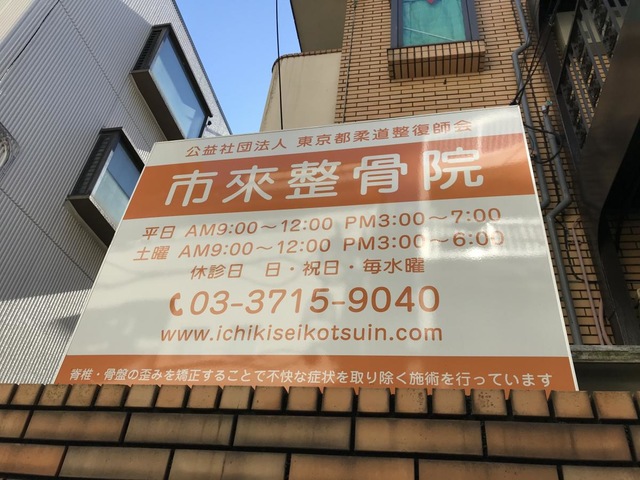 公益社団法人 東京都柔道整復師会
市來整骨院
平日 AM9:00～12:00 PM3:00～7:00
土曜 AM9:00～12:00 PM3:00～6:00
休診日 日・祝日・毎水曜
03-3715-9040
www.ichikiseikotsuin.com
脊椎・骨盤の歪みを矯正することで不快な症状を取り除く施術を行っています